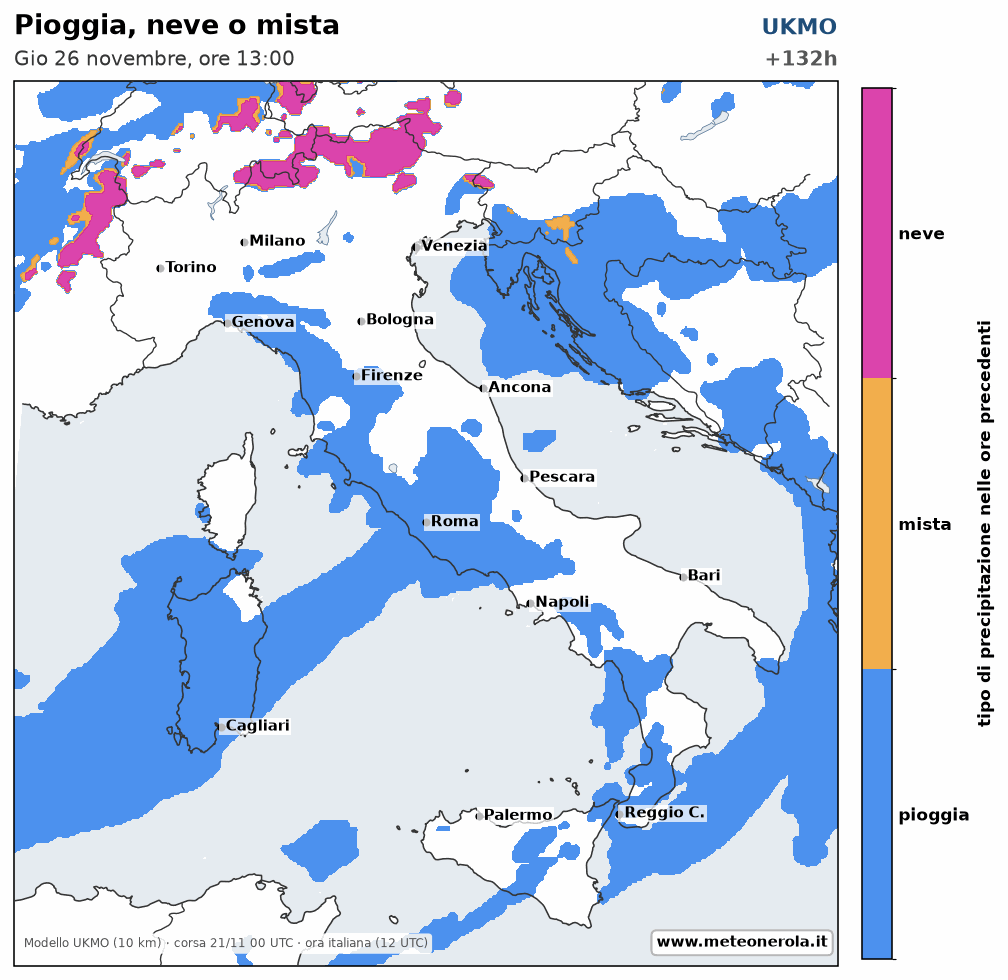 Pioggia, neve o mista
UKMO
Gio 26 novembre, ore 13:00
+132h
Milano
Venezia
Torino
Genova
Bologna
Firenze
Ancona
Pescara
Roma
Bari
Napoli
Cagliari
Palermo
Reggio C.
neve
mista
pioggia
tipo di precipitazione nelle ore precedenti
Modello UKMO (10 km) · corsa 21/11 00 UTC · ora italiana (12 UTC)
www.meteonerola.it